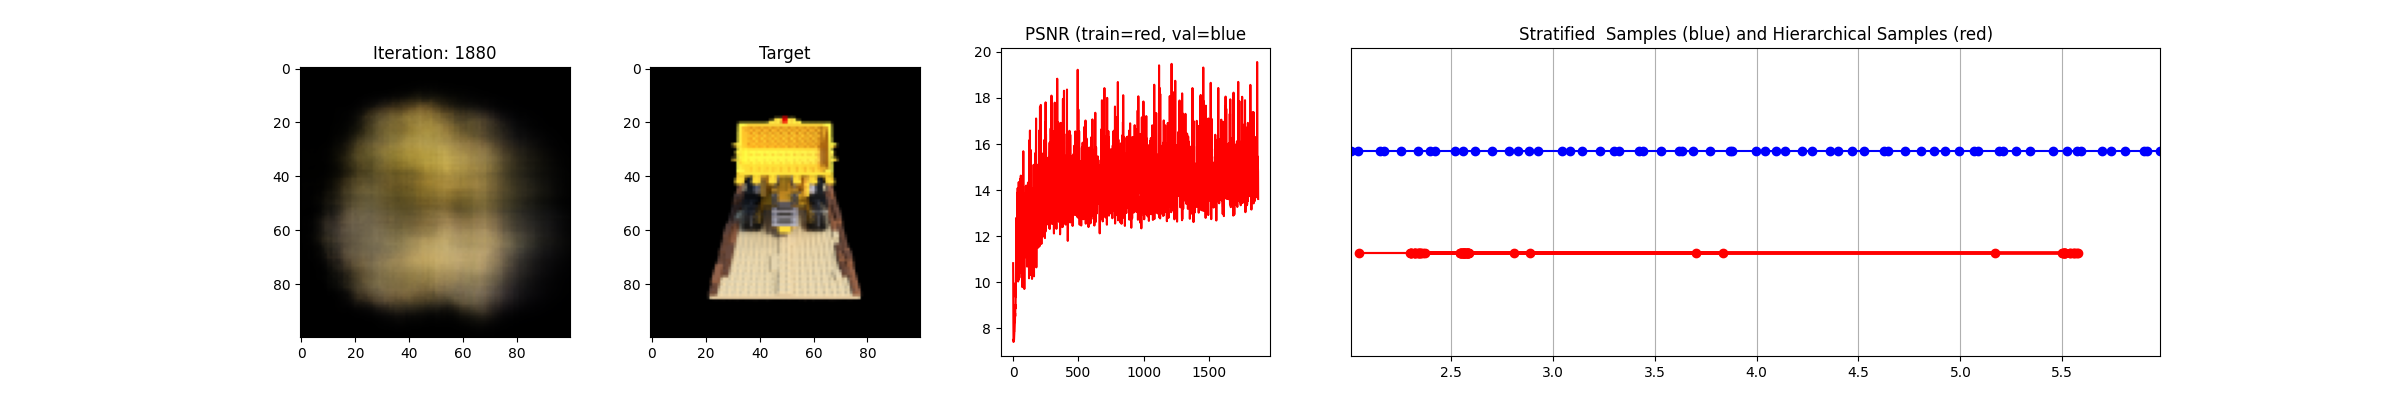 Iteration: 1880
0
20
40
60
80
0 20 40 60 80
Target
0
20
40
60
80
0 20 40 60 80
PSNR (train=red, val=blue
20
18
16
14
12
10
8
0 500 1000 1500
Stratified  Samples (blue) and Hierarchical Samples (red)
2.5 3.0 3.5 4.0 4.5 5.0 5.5